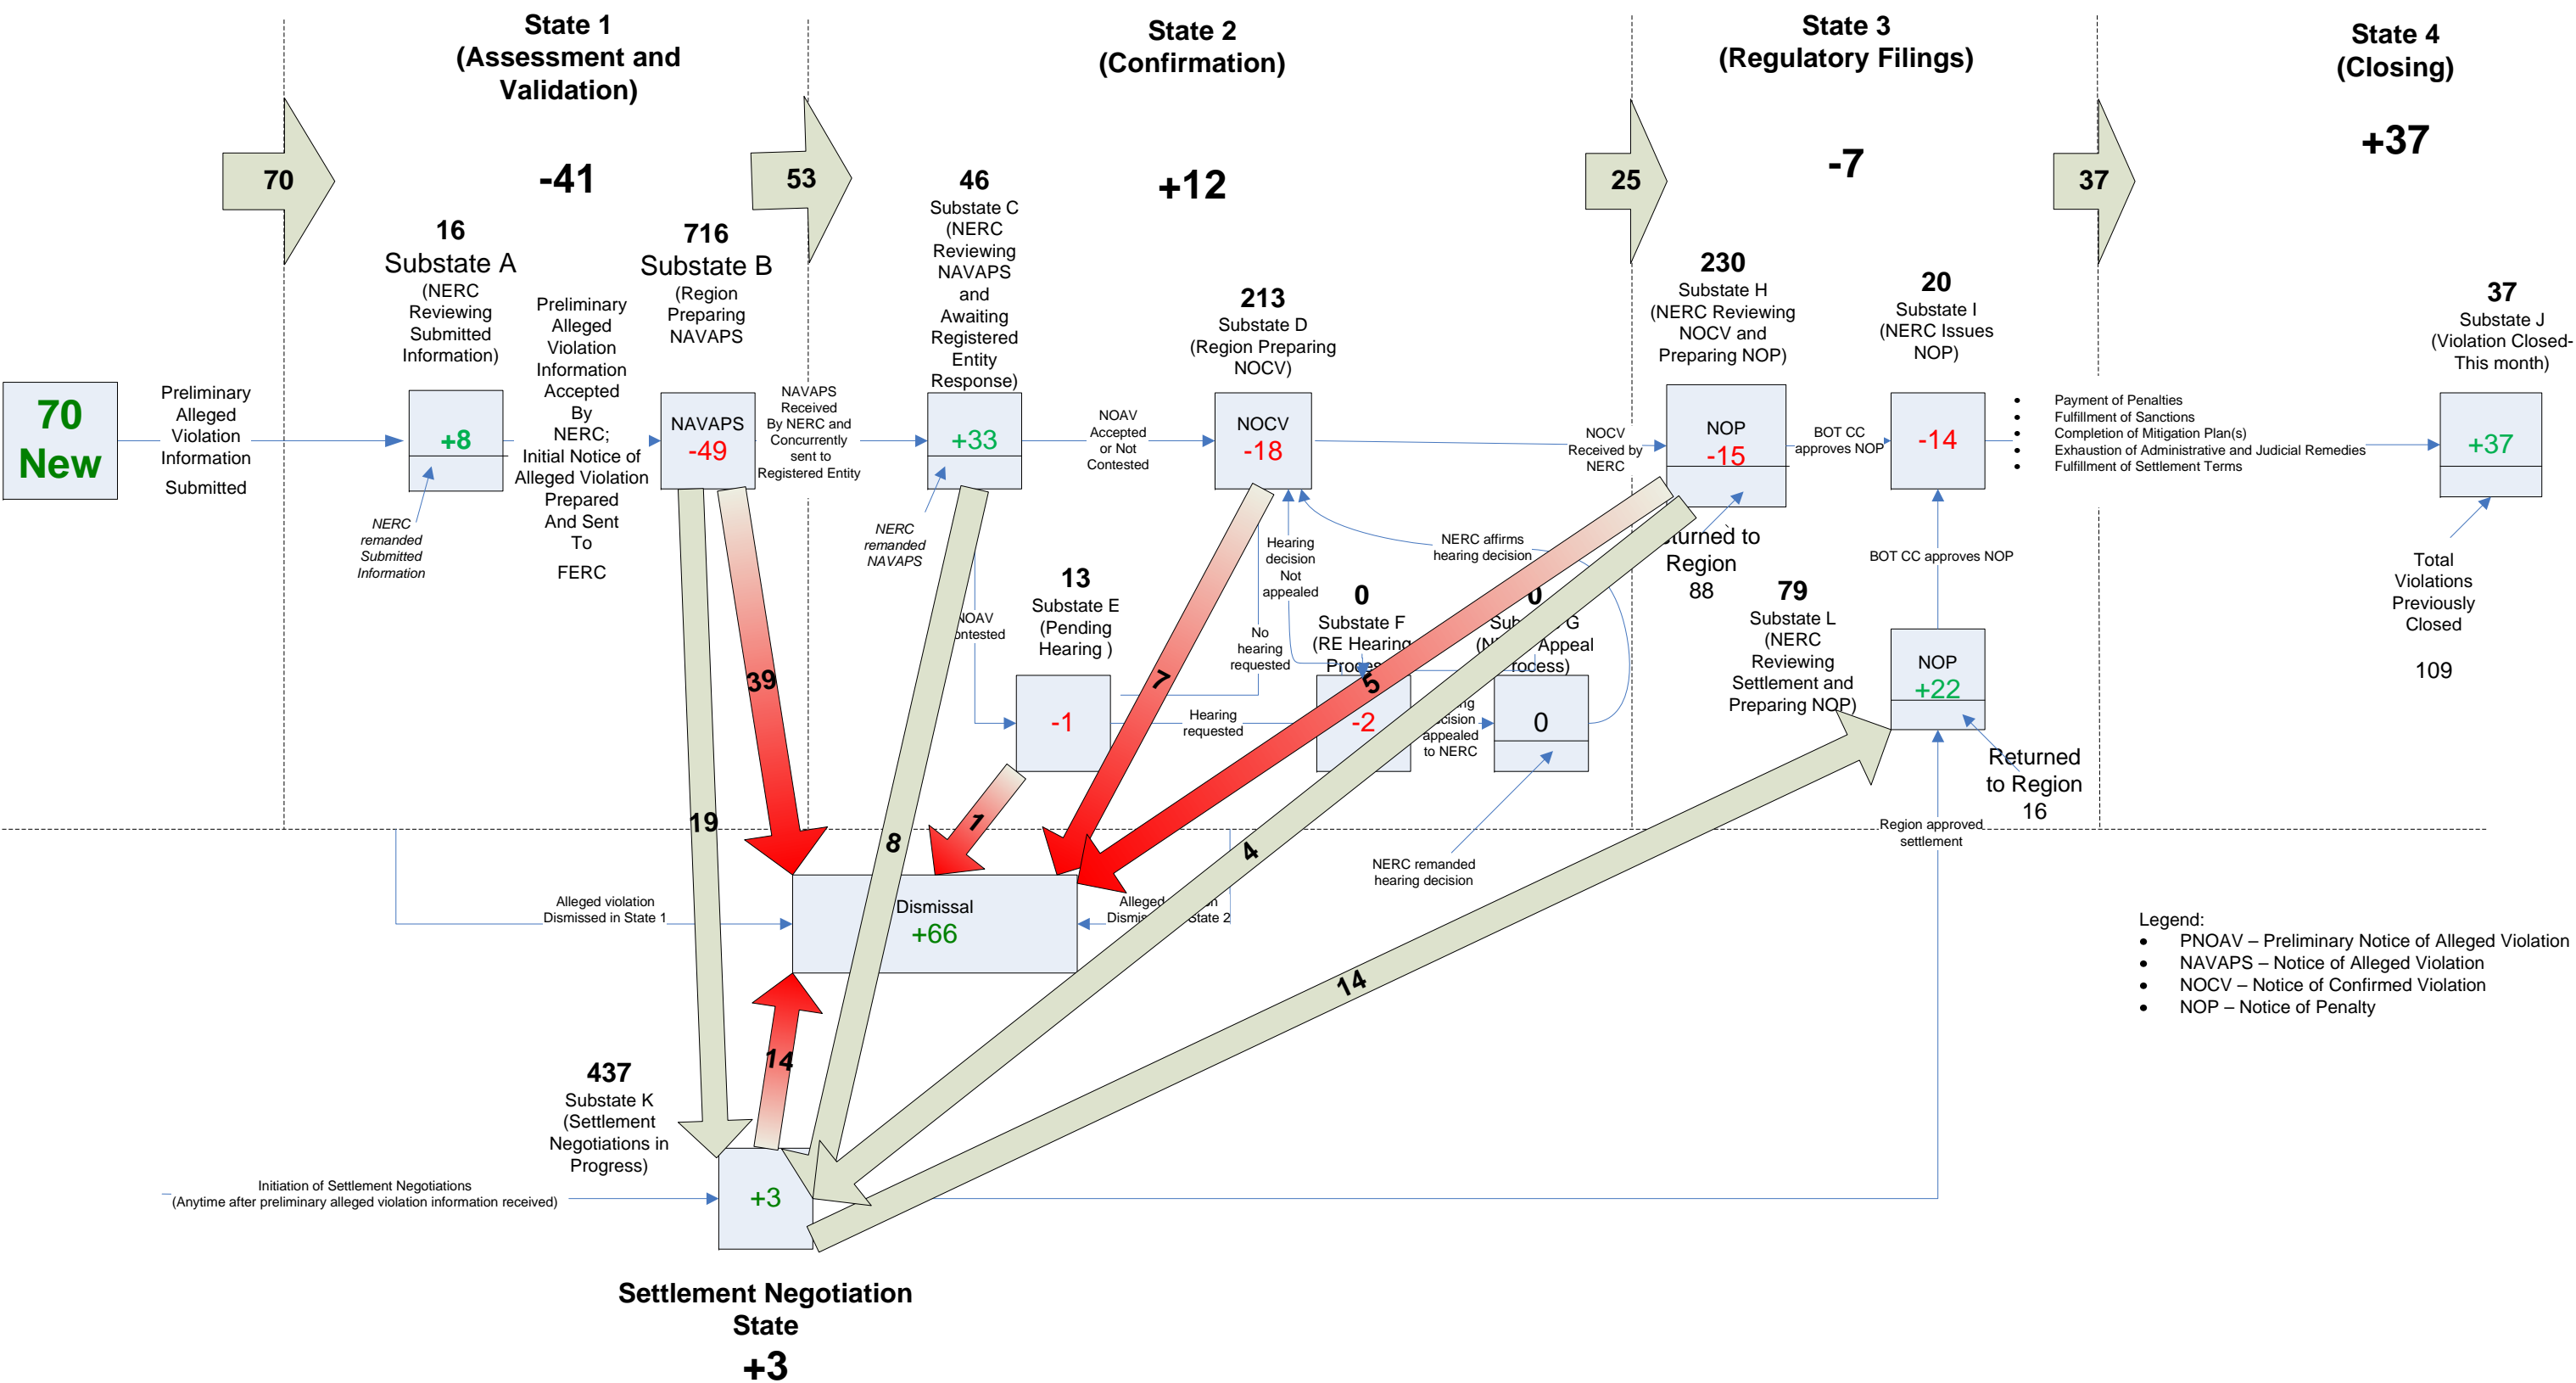 State 1
(Assessment and
Validation)
-41
State 2
(Confirmation)
+12
State 3
(Regulatory Filings)
-7
State 4
(Closing)
+37
70
53
25
37
70
New
Preliminary
Alleged
Violation
Information
Submitted
16
Substate A
(NERC
Reviewing
Submitted
Information)
+8
NERC
remanded
Submitted
Information
Preliminary
Alleged
Violation
Information
Accepted
By
NERC;
Initial Notice of
Alleged Violation
Prepared
And Sent
To
FERC
716
Substate B
(Region
Preparing
NAVAPS
NAVAPS
-49
NAVAPS
Received
By NERC and
Concurrently
sent to
Registered Entity
46
Substate C
(NERC
Reviewing
NAVAPS
and
Awaiting
Registered
Entity
Response)
+33
NERC
remanded
NAVAPS
NOAV
Accepted
or Not
Contested
213
Substate D
(Region Preparing
NOCV)
NOCV
-18
NOCV
Received by
NERC
230
Substate H
(NERC Reviewing
NOCV and
Preparing NOP)
NOP
-15
Region
88
BOT CC
approves NOP
20
Substate I
(NERC Issues
NOP)
-14
• Payment of Penalties
• Fulfillment of Sanctions
• Completion of Mitigation Plan(s)
• Exhaustion of Administrative and Judicial Remedies
• Fulfillment of Settlement Terms
37
Substate J
(Violation Closed-
This month)
+37
Total
Violations
Previously
Closed
109
NOAV
13
Substate E
(Pending
Hearing )
-1
No
hearing
requested
Hearing
requested
Hearing
decision
Not
appealed
NERC affirms
hearing decision
0
Substate F
(RE Hearing
-2
appealed
to NERC
0
Appeal
0
NERC remanded
hearing decision
79
Substate L
(NERC
Reviewing
Settlement and
Preparing NOP)
BOT CC approves NOP
NOP
+22
Returned
to Region
16
Region approved
settlement
39
19
8
1
7
5
4
14
14
Alleged violation
Dismissed in State 1
Dismissal
+66
Alleged
State 2
437
Substate K
(Settlement
Negotiations in
Progress)
+3
Initiation of Settlement Negotiations
(Anytime after preliminary alleged violation information received)
Settlement Negotiation
State
+3
Legend:
• PNOAV – Preliminary Notice of Alleged Violation
• NAVAPS – Notice of Alleged Violation
• NOCV – Notice of Confirmed Violation
• NOP – Notice of Penalty